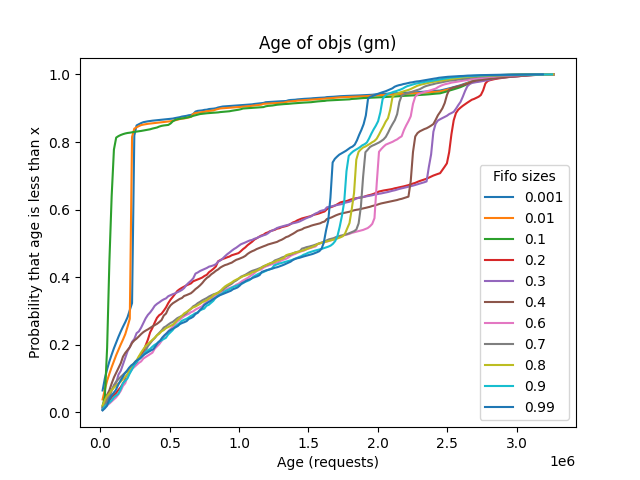 Age of objs (gm)
Probability that age is less than x
1.0
0.8
0.6
0.4
0.2
0.0
Fifo sizes
0.001
0.01
0.1
0.2
0.3
0.4
0.6
0.7
0.8
0.9
0.99
0.0 0.5 1.0 1.5 2.0 2.5 3.0
1e6
Age (requests)